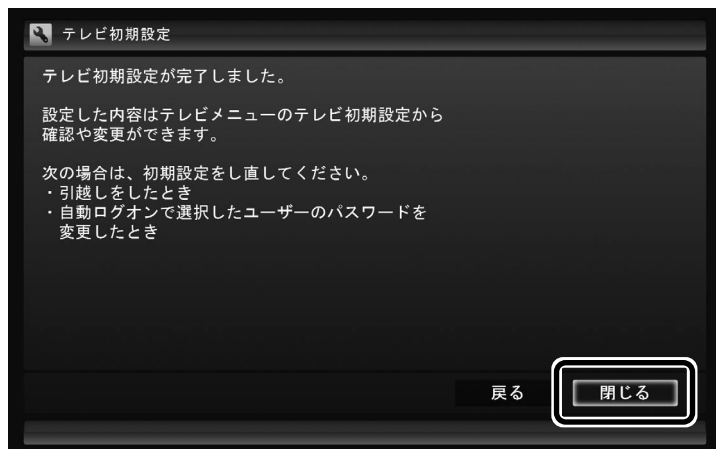 テレビ初期設定
テレビ初期設定が完了しました。
設定した内容はテレビメニューのテレビ初期設定から
確認や変更ができます。
次の場合は、初期設定をし直してください。
・引越しをしたとき
・自動ログオンで選択したユーザーのパスワードを
変更したとき
戻る 閉じる